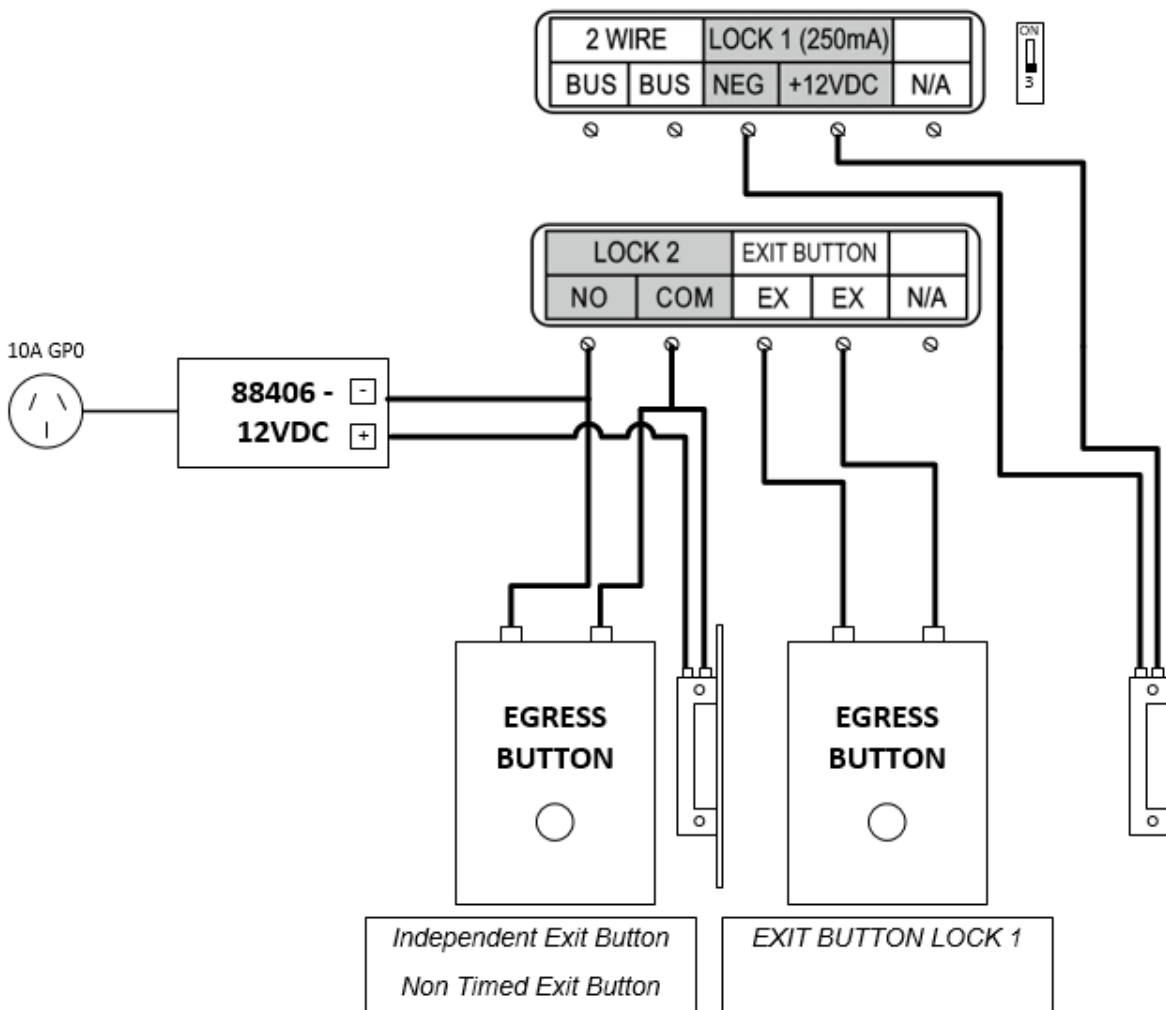 2 WIRE LOCK 1 (250mA)
BUS BUS NEG +12VDC N/A
ON
3
LOCK 2 EXIT BUTTON
NO COM EX EX N/A
10A GP0
88406 - -
12VDC +
EGRESS
BUTTON
EGRESS
BUTTON
Independent Exit Button
Non Timed Exit Button
EXIT BUTTON LOCK 1